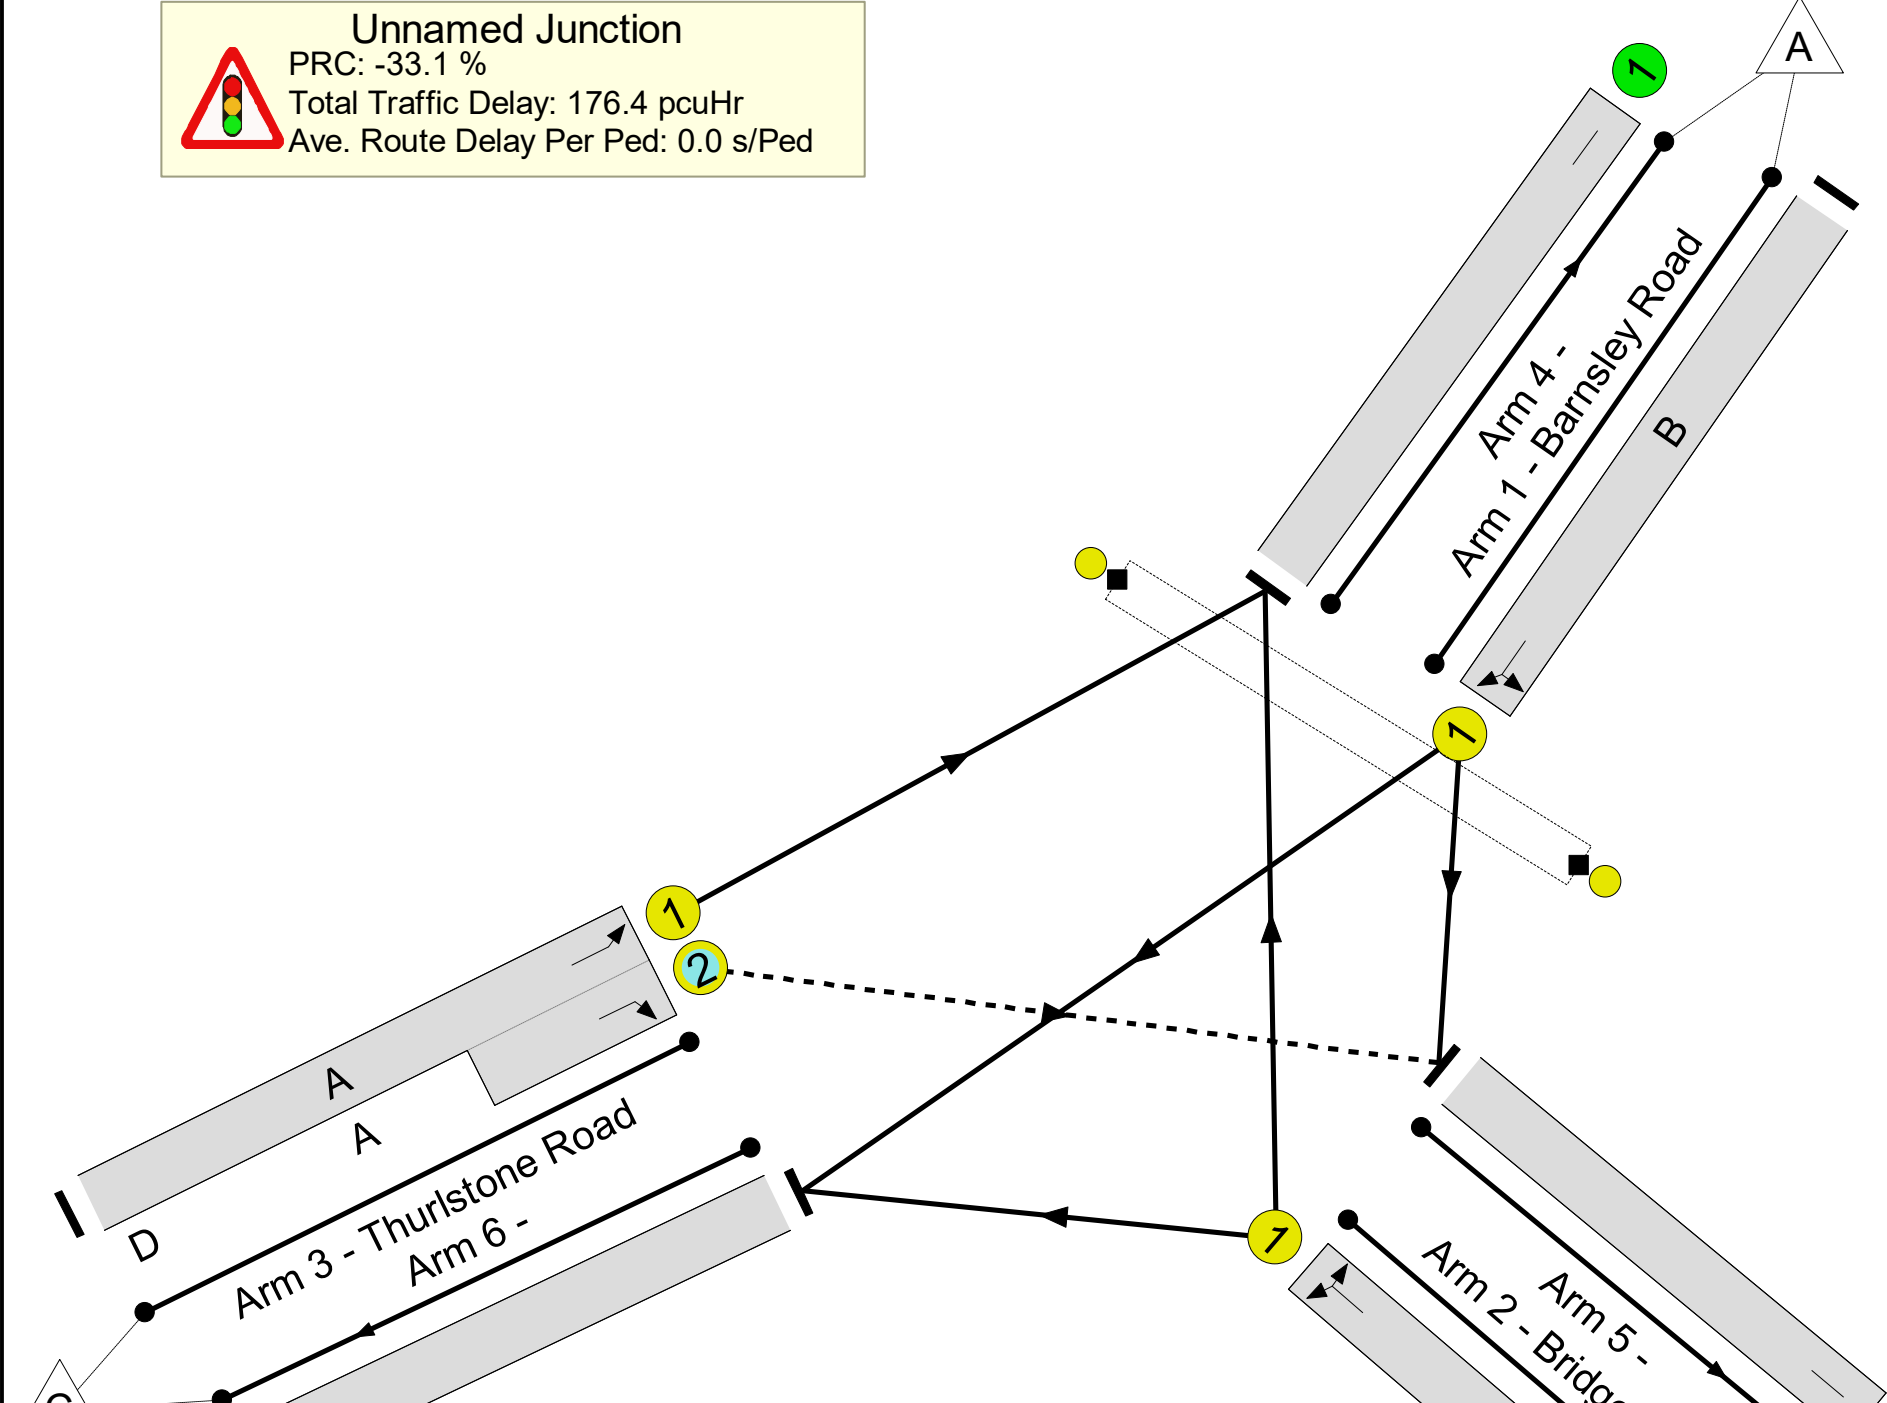 Unnamed Junction
PRC: -33.1 %
Total Traffic Delay: 176.4 pcuHr
Ave. Route Delay Per Ped: 0.0 s/Ped
A
1
Arm 4 -
Arm 1 - Barnsley Road
B
1
1
2
A
A
D
Arm 3 - Thurlstone Road
Arm 6 -
1
Arm 5 -
Arm 2 - Bridge